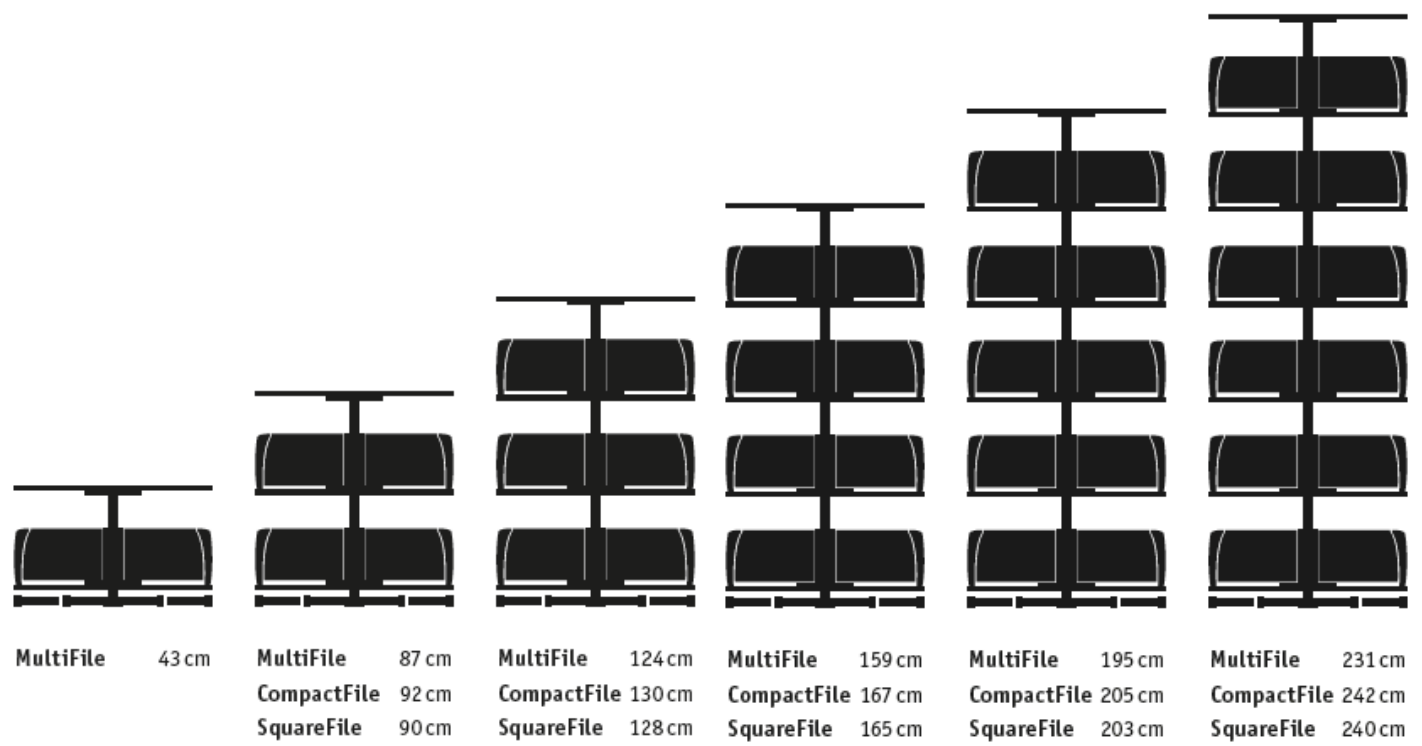 MultiFile 43 cm
MultiFile 87 cm
CompactFile 92 cm
SquareFile 90 cm
MultiFile 124 cm
CompactFile 130 cm
SquareFile 128 cm
MultiFile 159 cm
CompactFile 167 cm
SquareFile 165 cm
MultiFile 195 cm
CompactFile 205 cm
SquareFile 203 cm
MultiFile 231 cm
CompactFile 242 cm
SquareFile 240 cm